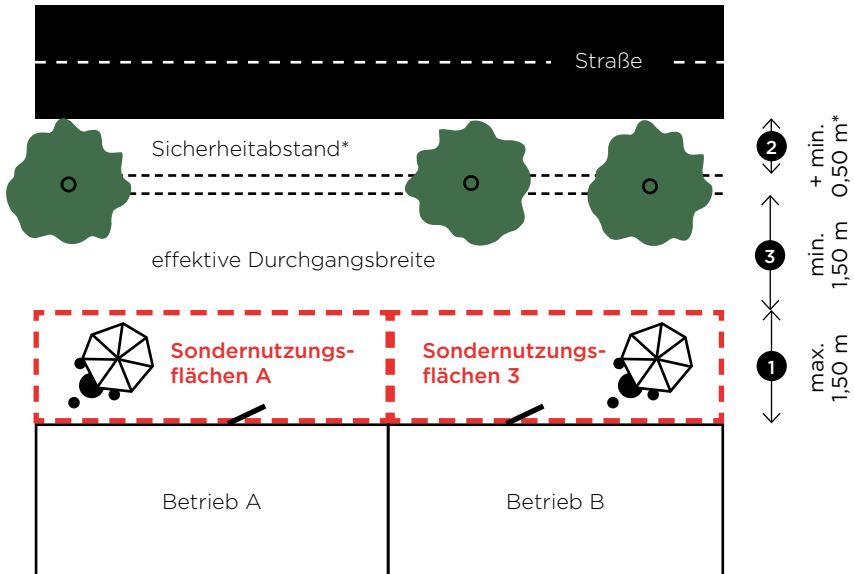 Straße
Sicherheitabstand*
effektive Durchgangsbreite
Sondernutzungs-
flächen A
Sondernutzungs-
flächen 3
Betrieb A
Betrieb B
2
+ min.
0,50 m*
3
min.
1,50 m
1
max.
1,50 m